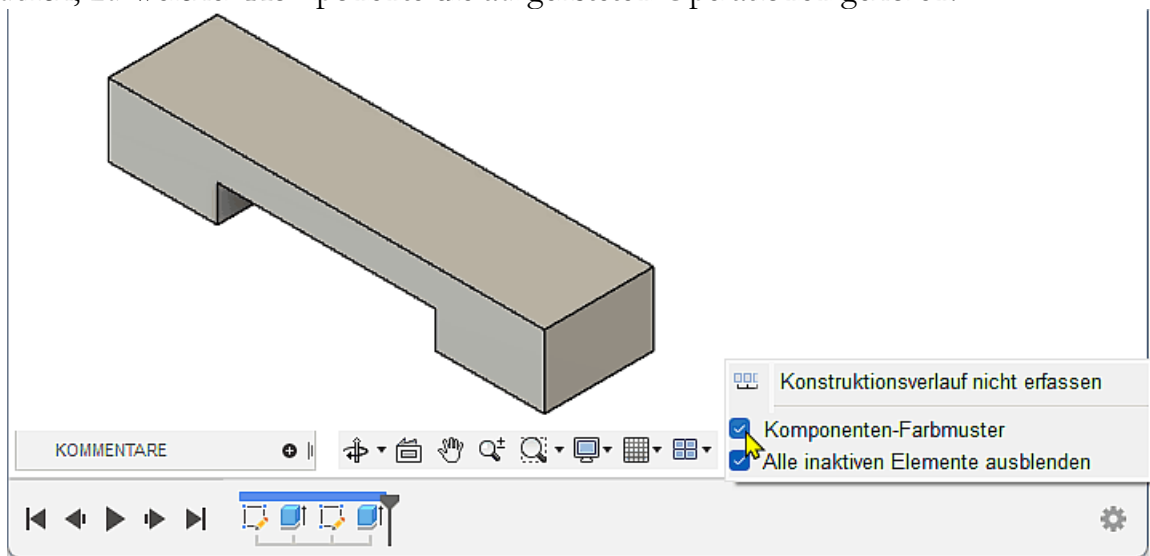 KOMMENTARE
Konstruktionsverlauf nicht erfassen
Komponenten-Farbmuster
Alle inaktiven Elemente ausblenden